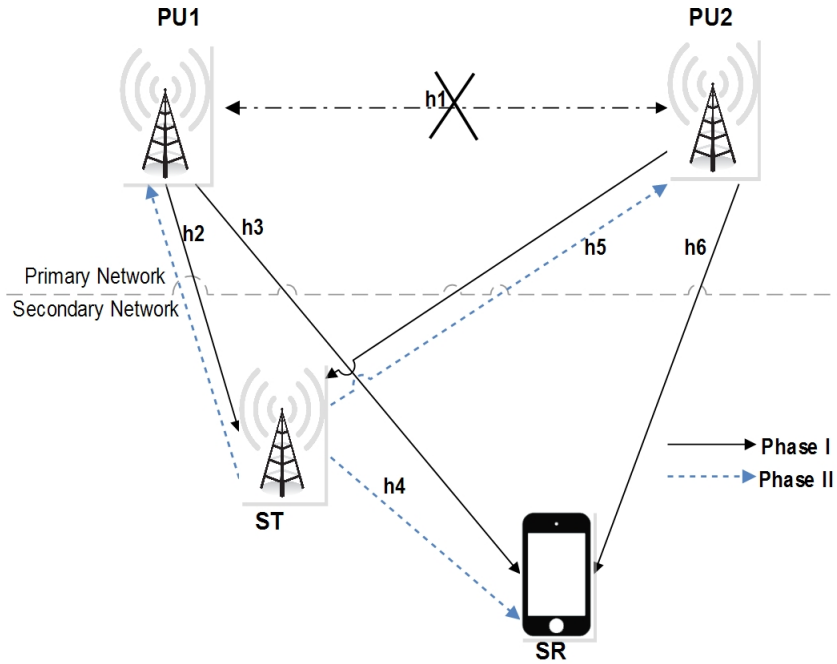 PU1
PU2
h1
h2
h3
h5
h6
Primary Network
Secondary Network
ST
h4
Phase I
Phase II
SR